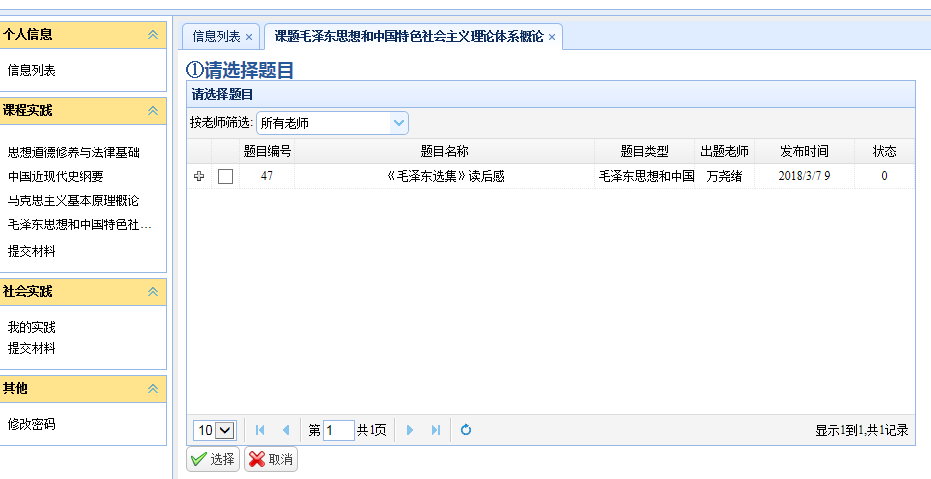 个人信息
信息列表
课程实践
思想道德修养与法律基础
中国近现代史纲要
马克思主义基本原理概论
毛泽东思想和中国特色社...
提交材料
社会实践
我的实践
提交材料
其他
修改密码
信息列表 × 课题毛泽东思想和中国特色社会主义理论体系概论 ×
①请选择题目
请选择题目
按老师筛选: 所有老师
题目编号 题目名称 题目类型 出题老师 发布时间 状态
47 《毛泽东选集》读后感 毛泽东思想和中国 万尧绪 2018/3/7 9 0
10 第 1 共1页 显示1到1,共1记录
选择 取消